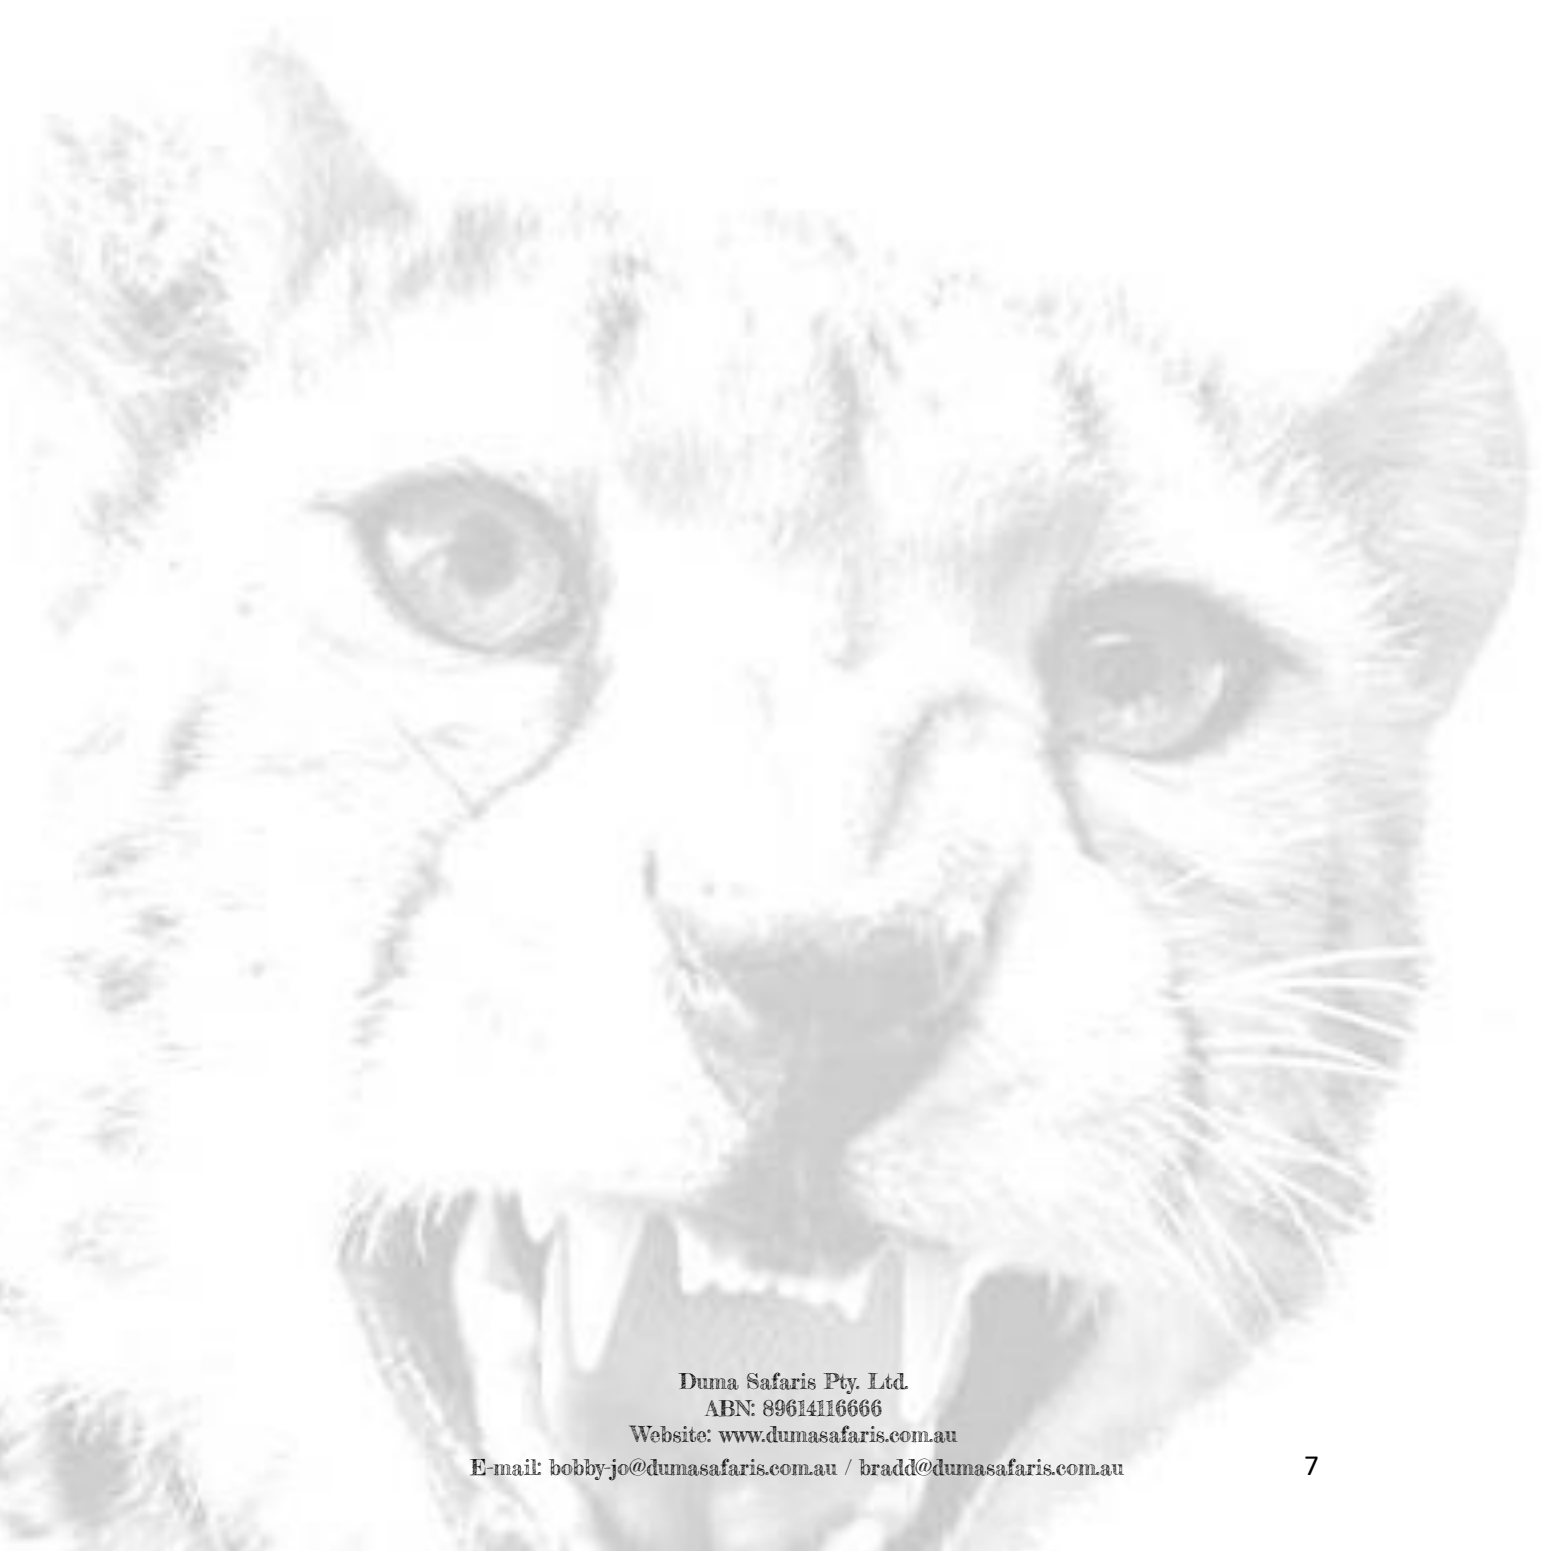 Duma Safaris Pty. Ltd.
ABN: 89614116666
Website: www.dumasafaris.com.au
E-mail: bobby-jo@dumasafaris.com.au / bradd@dumasafaris.com.au
7